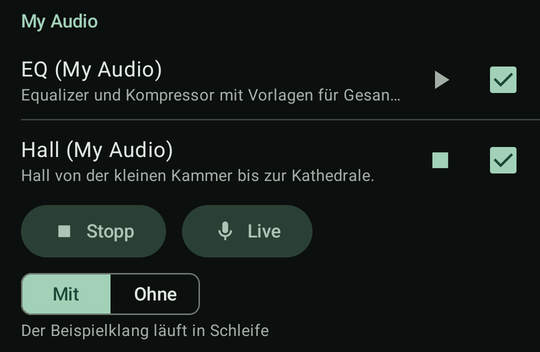 My Audio
EQ (My Audio)
Equalizer und Kompressor mit Vorlagen für Gesan…
Hall (My Audio)
Hall von der kleinen Kammer bis zur Kathedrale.
Stopp
Live
Mit
Ohne
Der Beispielklang läuft in Schleife